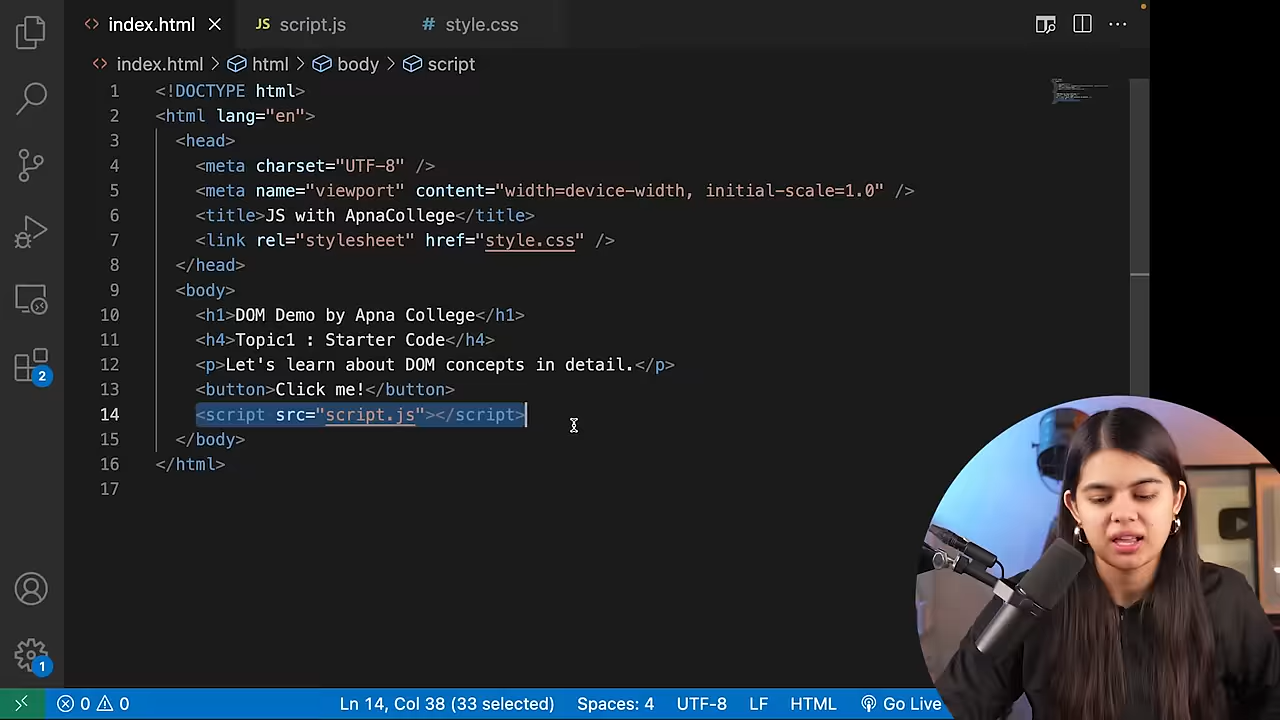 index.html
JS script.js
# style.css
index.html > html > body > script
1 <!DOCTYPE html>
2 <html lang="en">
3 <head>
4 <meta charset="UTF-8" />
5 <meta name="viewport" content="width=device-width, initial-scale=1.0" />
6 <title>JS with ApnaCollege</title>
7 <link rel="stylesheet" href="style.css" />
8 </head>
9 <body>
10 <h1>DOM Demo by Apna College</h1>
11 <h4>Topic1 : Starter Code</h4>
12 <p>Let's learn about DOM concepts in detail.</p>
13 <button>Click me!</button>
14 <script src="script.js"></script>
15 </body>
16 </html>
17
2
1
0 0 Ln 14, Col 38 (33 selected) Spaces: 4 UTF-8 LF HTML Go Live